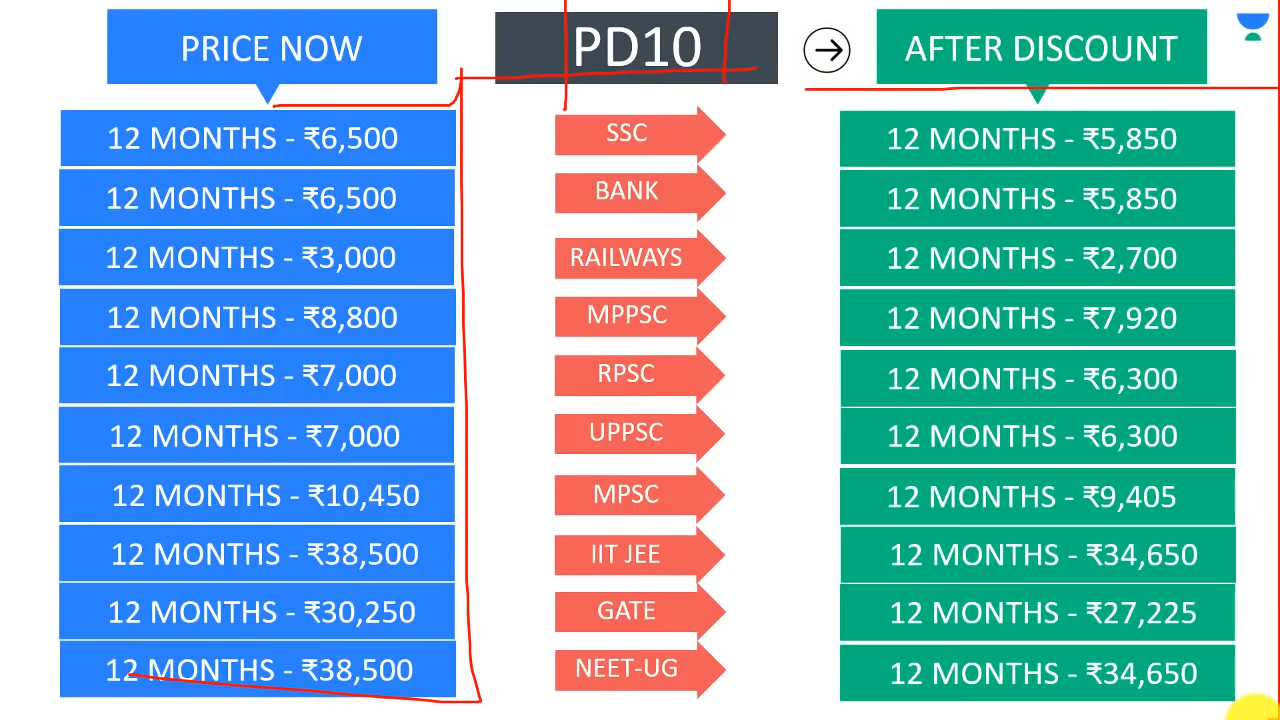 PRICE NOW
PD10
AFTER DISCOUNT
12 MONTHS - ₹6,500
SSC
12 MONTHS - ₹5,850
12 MONTHS - ₹6,500
BANK
12 MONTHS - ₹5,850
12 MONTHS - ₹3,000
RAILWAYS
12 MONTHS - ₹2,700
12 MONTHS - ₹8,800
MPPSC
12 MONTHS - ₹7,920
12 MONTHS - ₹7,000
RPSC
12 MONTHS - ₹6,300
12 MONTHS - ₹7,000
UPPSC
12 MONTHS - ₹6,300
12 MONTHS - ₹10,450
MPSC
12 MONTHS - ₹9,405
12 MONTHS - ₹38,500
IIT JEE
12 MONTHS - ₹34,650
12 MONTHS - ₹30,250
GATE
12 MONTHS - ₹27,225
12 MONTHS - ₹38,500
NEET-UG
12 MONTHS - ₹34,650